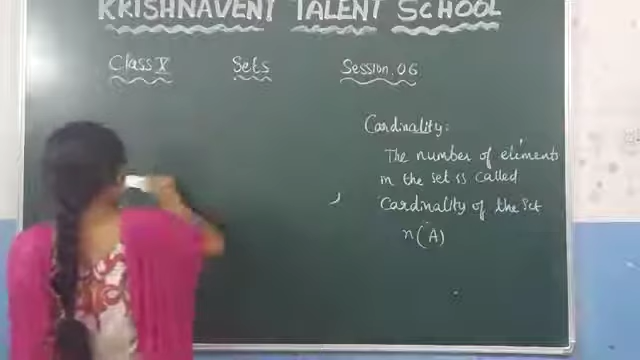 KRISHNAVENI TALENT SCHOOL
Class X Sets Session.06
Cardinality:
The number of elements
in the set is called
Cardinality of the set
n(A)